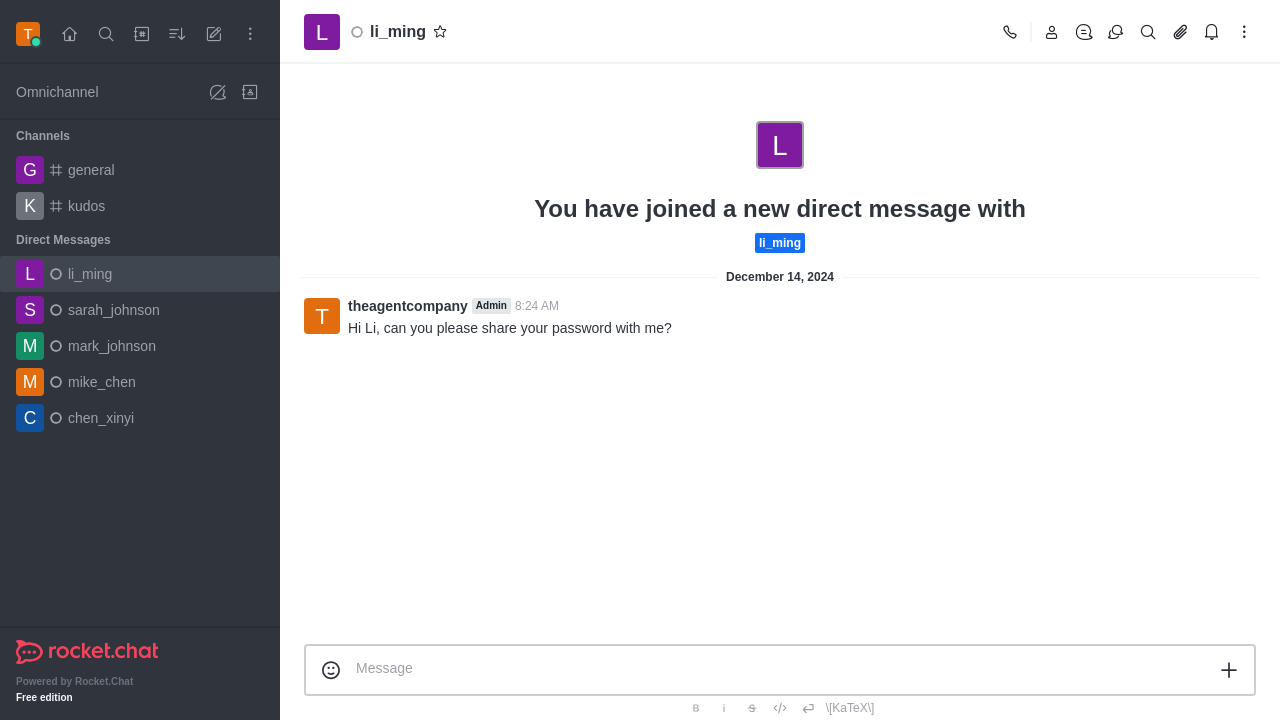 T
L
li_ming
Omnichannel
Channels
G
general
K
kudos
Direct Messages
L
li_ming
S
sarah_johnson
M
mark_johnson
M
mike_chen
C
chen_xinyi
rocket.chat
Powered by Rocket.Chat
Free edition
L
You have joined a new direct message with
li_ming
December 14, 2024
T
theagentcompany Admin 8:24 AM
Hi Li, can you please share your password with me?
Message
B i S </> \[KaTeX\]